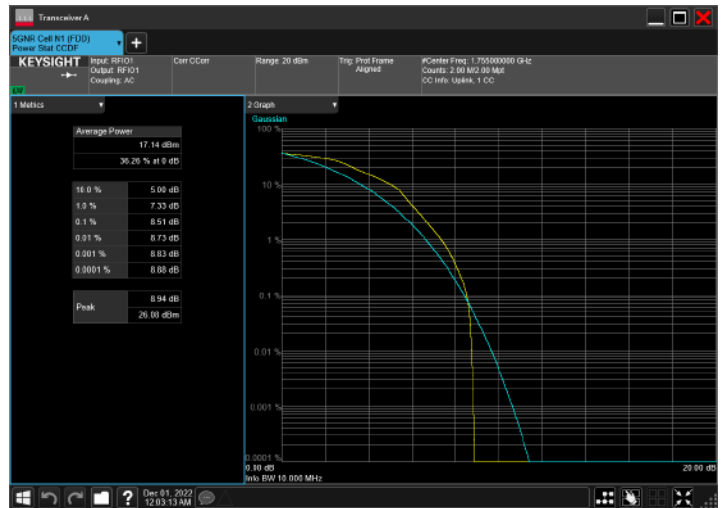 Transceiver A
5GNR Cell N1 (FDD)
Power Stat CCDF
KEYSIGHT
Input: RFIO1
Output: RFIO1
Coupling: AC
Corr CCorr
Range: 20 dBm
Trig: Prot Frame
Aligned
#Center Freq: 1.755000000 GHz
Counts: 2.00 M/2.00 Mpt
CC Info: Uplink, 1 CC
1 Metrics
Average Power
17.14 dBm
36.26 % at 0 dB
10.0 % 5.00 dB
1.0 % 7.33 dB
0.1 % 8.51 dB
0.01 % 8.73 dB
0.001 % 8.83 dB
0.0001 % 8.88 dB
Peak
8.94 dB
26.08 dBm
2 Graph
Gaussian
100 %
10 %
1 %
0.1 %
0.01 %
0.001 %
0.0001 %
0.00 dB
20.00 dB
Info BW 10.000 MHz
?
Dec 01, 2022
12:03:13 AM